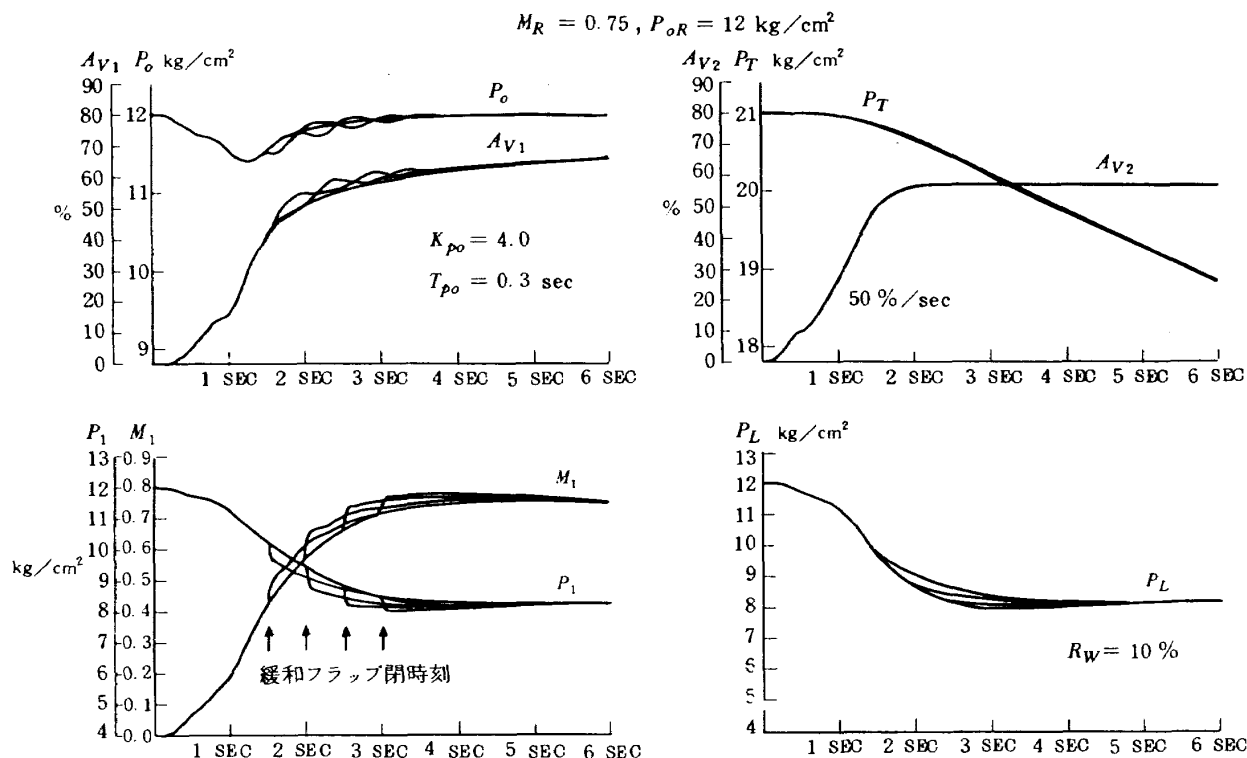 M_R = 0.75 , P_oR = 12 kg/cm²
A_V1 P_o kg/cm²
90
80
70
60
50
%
40
30
20
10
0
12
11
10
9
P_o
A_V1
K_po = 4.0
T_po = 0.3 sec
1 SEC 2 SEC 3 SEC 4 SEC 5 SEC 6 SEC
A_V2 P_T kg/cm²
90
80
70
60
50
%
40
30
20
10
0
21
20
19
18
P_T
A_V2
50 %/sec
1 SEC 2 SEC 3 SEC 4 SEC 5 SEC 6 SEC
P_1 M_1
13 0.9
12 0.8
11 0.7
10 0.6
kg/cm²
9 0.5
8 0.4
7 0.3
6 0.2
5 0.1
4 0.0
M_1
P_1
緩和フラップ閉時刻
1 SEC 2 SEC 3 SEC 4 SEC 5 SEC 6 SEC
P_L kg/cm²
13
12
11
10
9
8
7
6
5
5
4
P_L
R_W = 10 %
1 SEC 2 SEC 3 SEC 4 SEC 5 SEC 6 SEC